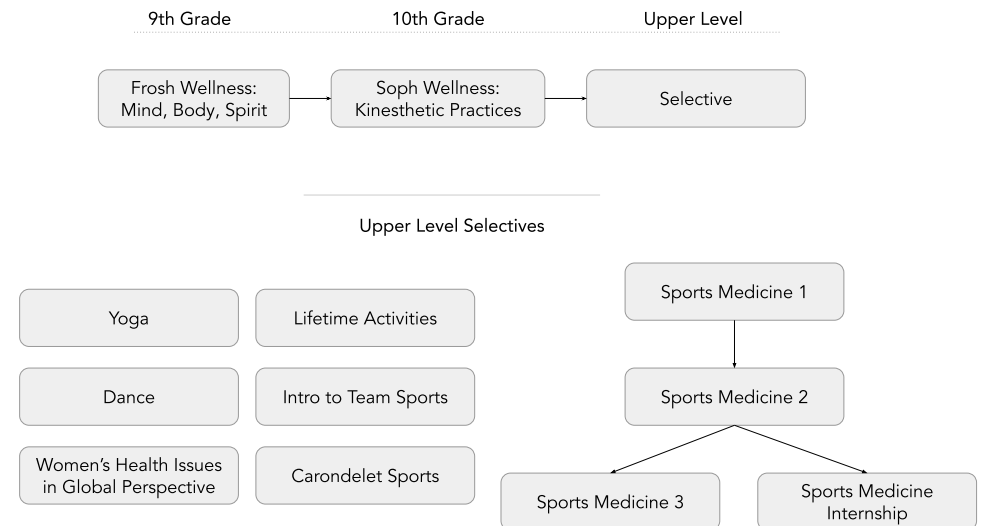 9th Grade
10th Grade
Upper Level
Frosh Wellness:
Mind, Body, Spirit
Soph Wellness:
Kinesthetic Practices
Selective
Upper Level Selectives
Yoga
Lifetime Activities
Dance
Intro to Team Sports
Women’s Health Issues
in Global Perspective
Carondelet Sports
Sports Medicine 1
Sports Medicine 2
Sports Medicine 3
Sports Medicine
Internship